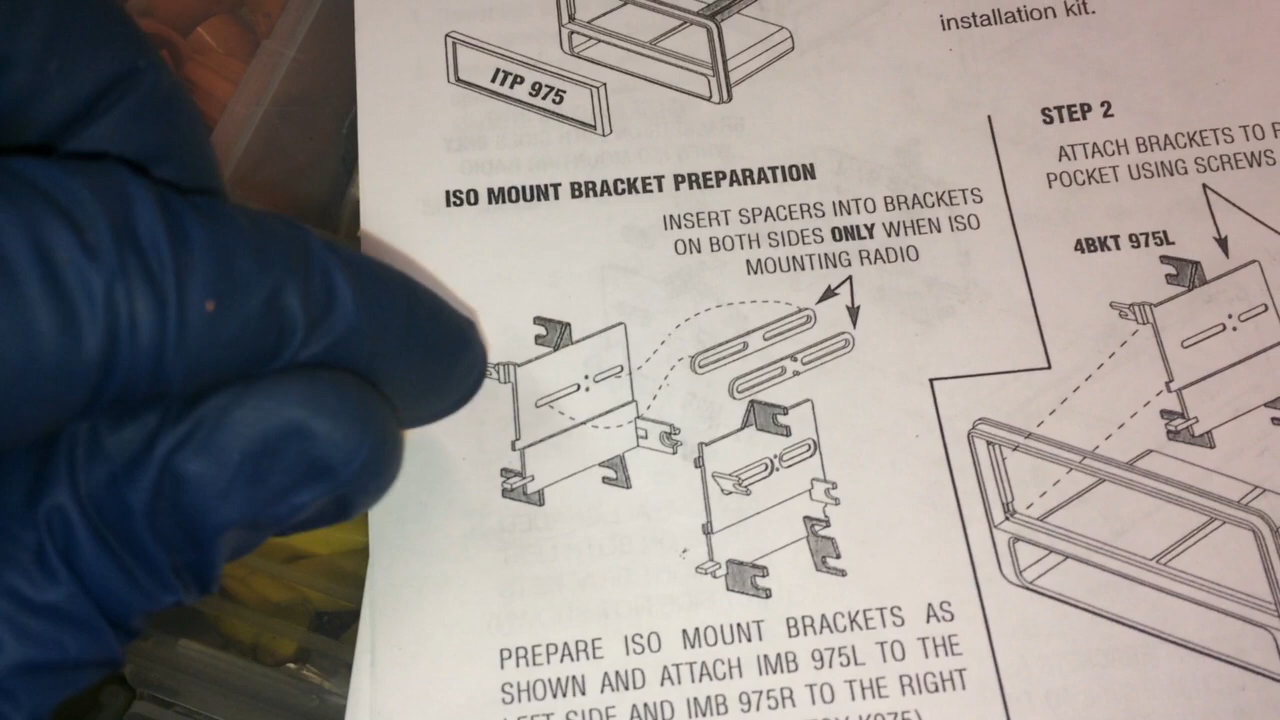 installation kit.
ITP 975
ISO MOUNT BRACKET PREPARATION
INSERT SPACERS INTO BRACKETS
ON BOTH SIDES ONLY WHEN ISO
MOUNTING RADIO
PREPARE ISO MOUNT BRACKETS AS
SHOWN AND ATTACH IMB 975L TO THE
LEFT SIDE AND IMB 975R TO THE RIGHT
STEP 2
ATTACH BRACKETS TO
POCKET USING SCREWS
4BKT 975L